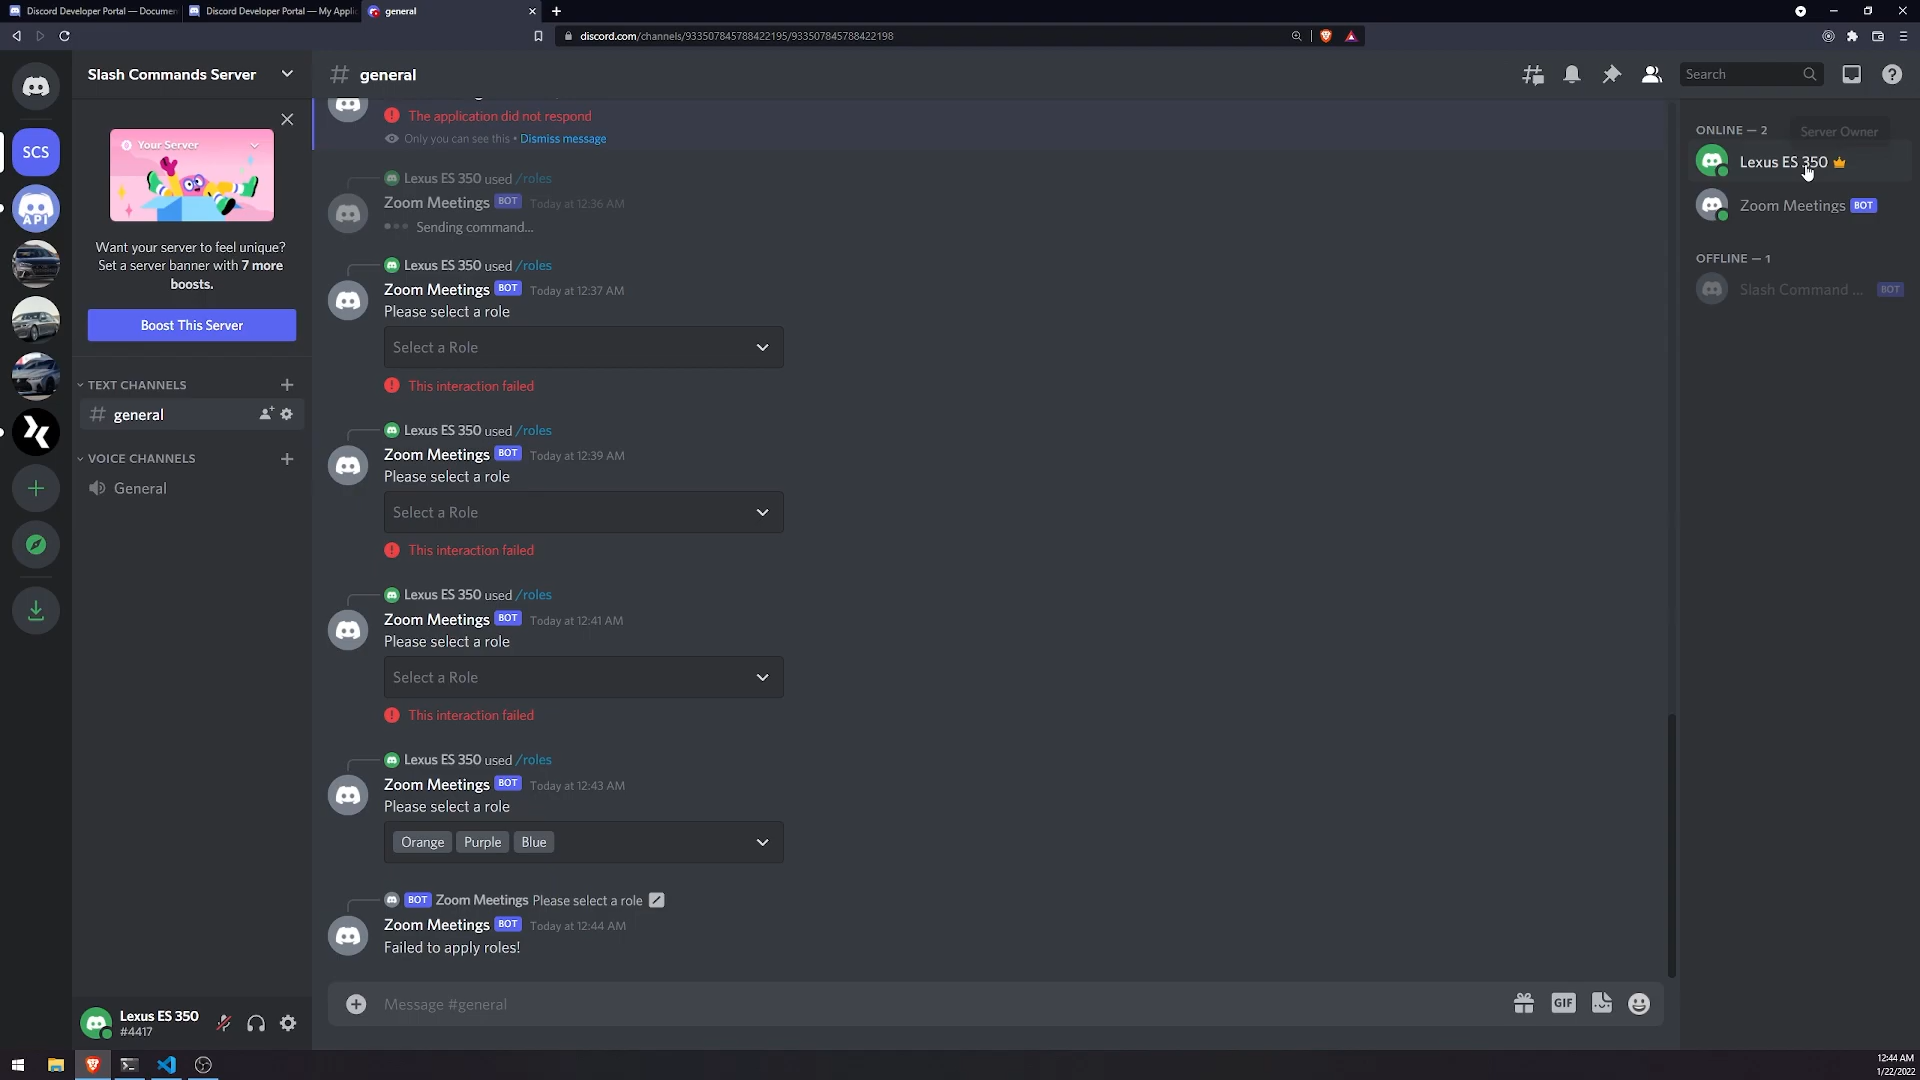 Discord Developer Portal — Documen
Discord Developer Portal — My Applic
general
discord.com/channels/933507845788422195/933507845788422198
Slash Commands Server
general
Search
SCS
API
Your Server
Want your server to feel unique?
Set a server banner with 7 more
boosts.
Boost This Server
TEXT CHANNELS
general
VOICE CHANNELS
General
The application did not respond
Only you can see this • Dismiss message
Lexus ES 350 used /roles
Zoom Meetings BOT Today at 12:36 AM
Sending command...
Lexus ES 350 used /roles
Zoom Meetings BOT Today at 12:37 AM
Please select a role
Select a Role
This interaction failed
Lexus ES 350 used /roles
Zoom Meetings BOT Today at 12:39 AM
Please select a role
Select a Role
This interaction failed
Lexus ES 350 used /roles
Zoom Meetings BOT Today at 12:41 AM
Please select a role
Select a Role
This interaction failed
Lexus ES 350 used /roles
Zoom Meetings BOT Today at 12:43 AM
Please select a role
Orange Purple Blue
BOT Zoom Meetings Please select a role
Zoom Meetings BOT Today at 12:44 AM
Failed to apply roles!
Message #general
GIF
ONLINE — 2
Server Owner
Lexus ES 350
Zoom Meetings BOT
OFFLINE — 1
Slash Command ... BOT
Lexus ES 350
#4417
12:44 AM
1/22/2022